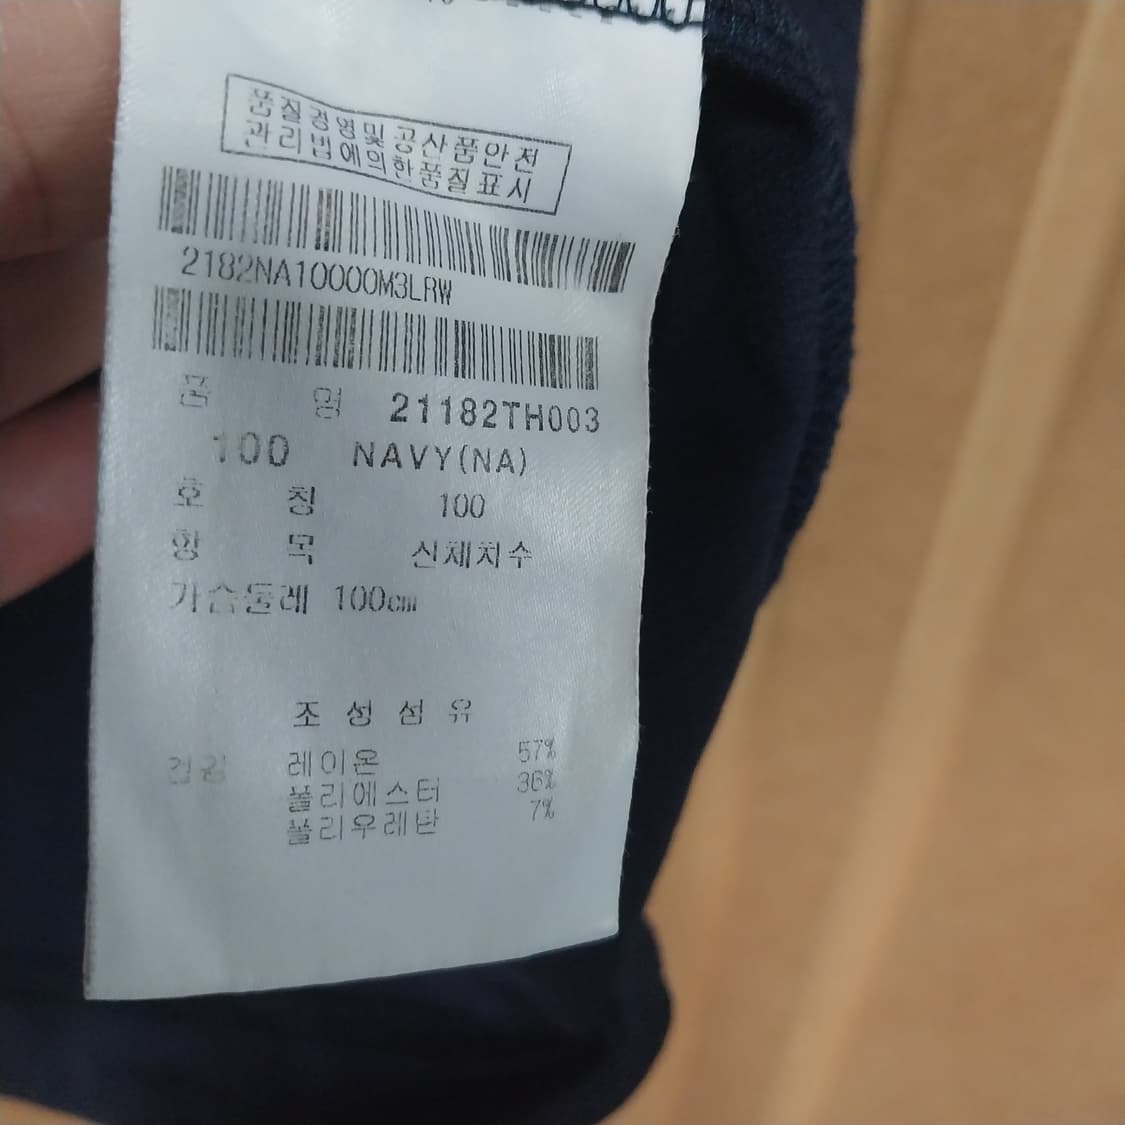 품질경영및공산품안전
관리법에의한품질표시
2182NA10000M3LRW
품 명 21182TH003
100 NAVY(NA)
호 칭 100
항 목 신체치수
가슴둘레 100cm
조성섬유
겉감 레이온 57%
폴리에스터 36%
폴리우레탄 7%